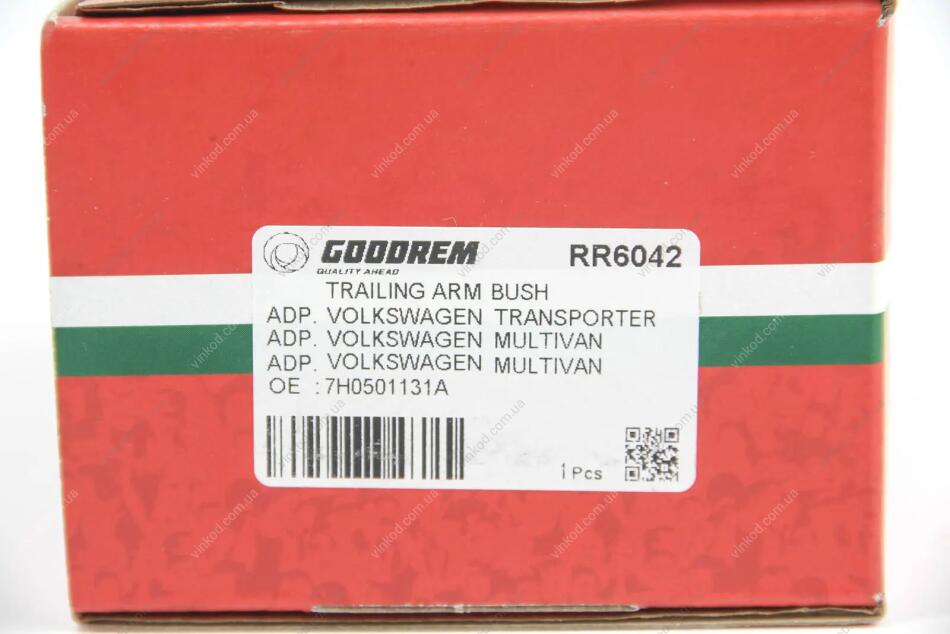 GOODREM RR6042
QUALITY AHEAD
TRAILING ARM BUSH
ADP. VOLKSWAGEN TRANSPORTER
ADP. VOLKSWAGEN MULTIVAN
ADP. VOLKSWAGEN MULTIVAN
OE :7H0501131A
1 Pcs
vinkod.com.ua